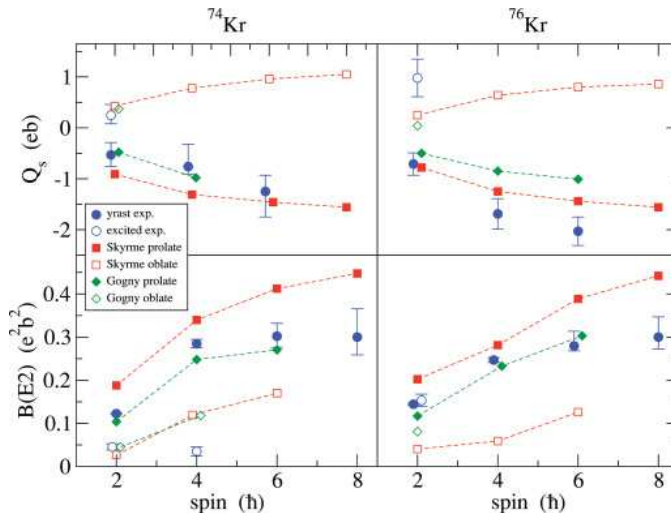 ⁷⁴Kr ⁷⁶Kr
1
0
-1
-2
Qₛ (eb)
yrast exp.
excited exp.
Skyrme prolate
Skyrme oblate
Gogny prolate
Gogny oblate
0.4
0.3
0.2
0.1
0
B(E2) (e²b²)
2 4 6 8 2 4 6 8
spin (ħ) spin (ħ)